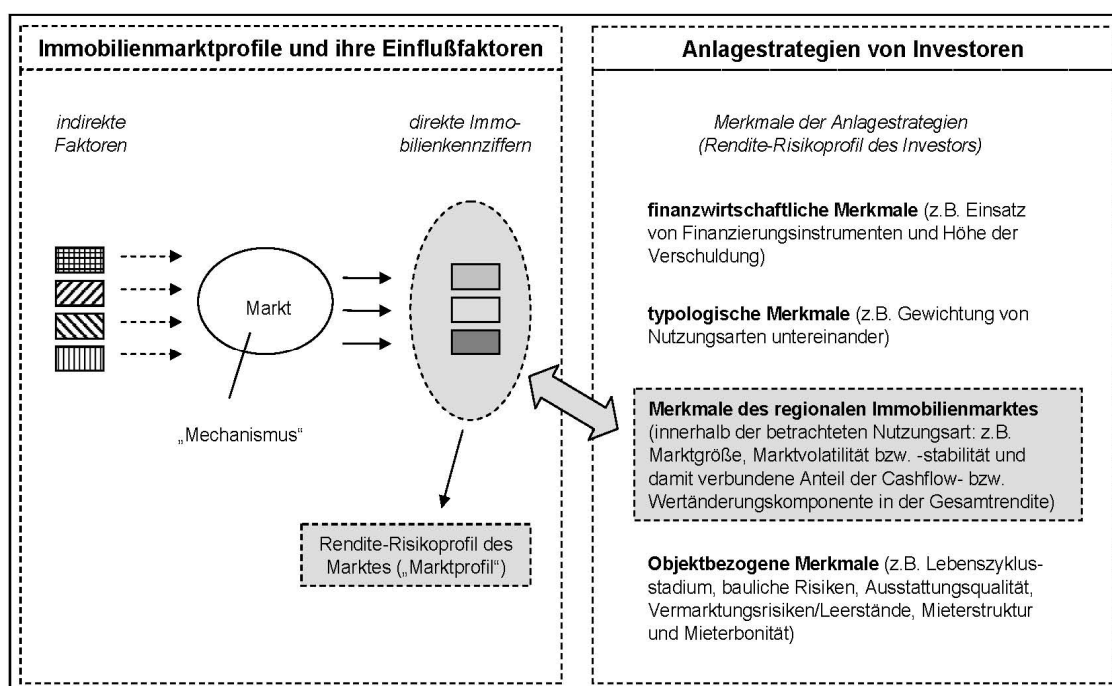 Immobilienmarktprofile und ihre Einflußfaktoren
indirekte
Faktoren
direkte Immo-
bilienkennziffern
Markt
„Mechanismus“
Rendite-Risikoprofil des
Marktes („Marktprofil“)
Anlagestrategien von Investoren
Merkmale der Anlagestrategien
(Rendite-Risikoprofil des Investors)
finanzwirtschaftliche Merkmale (z.B. Einsatz
von Finanzierungsinstrumenten und Höhe der
Verschuldung)
typologische Merkmale (z.B. Gewichtung von
Nutzungsarten untereinander)
Merkmale des regionalen Immobilienmarktes
(innerhalb der betrachteten Nutzungsart: z.B.
Marktgröße, Marktvolatilität bzw. -stabilität und
damit verbundene Anteil der Cashflow- bzw.
Wertänderungskomponente in der Gesamtrendite)
Objektbezogene Merkmale (z.B. Lebenszyklus-
stadium, bauliche Risiken, Ausstattungsqualität,
Vermarktungsrisiken/Leerstände, Mieterstruktur
und Mieterbonität)